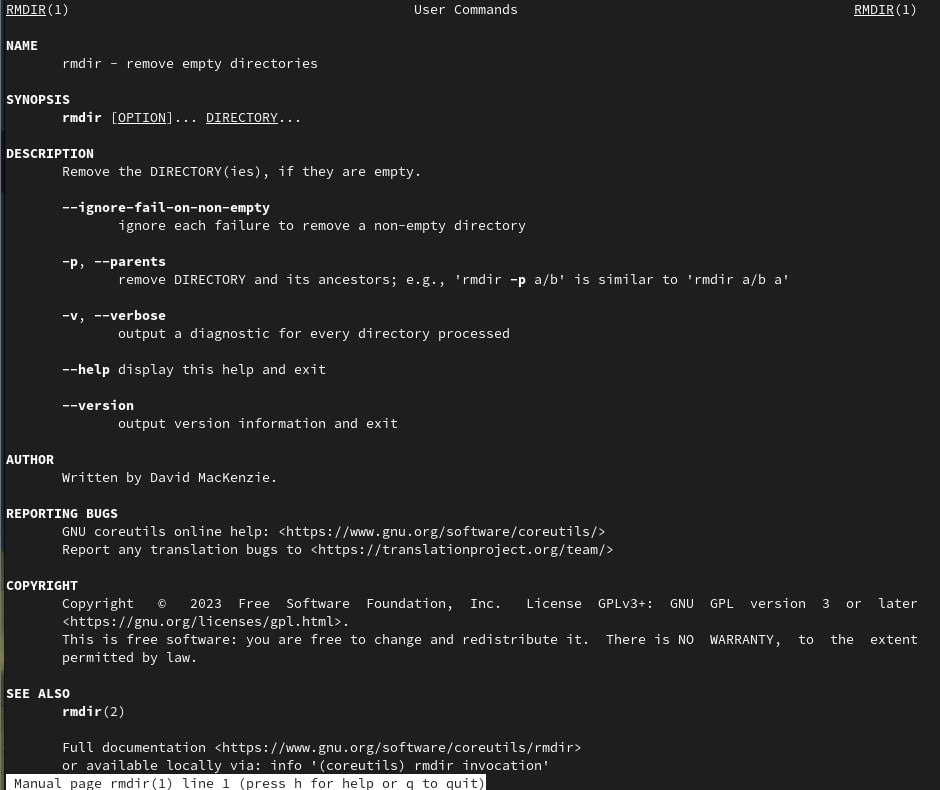 RMDIR(1) User Commands RMDIR(1)
NAME
rmdir - remove empty directories
SYNOPSIS
rmdir [OPTION]... DIRECTORY...
DESCRIPTION
Remove the DIRECTORY(ies), if they are empty.
--ignore-fail-on-non-empty
ignore each failure to remove a non-empty directory
-p, --parents
remove DIRECTORY and its ancestors; e.g., 'rmdir -p a/b' is similar to 'rmdir a/b a'
-v, --verbose
output a diagnostic for every directory processed
--help display this help and exit
--version
output version information and exit
AUTHOR
Written by David MacKenzie.
REPORTING BUGS
GNU coreutils online help: <https://www.gnu.org/software/coreutils/>
Report any translation bugs to <https://translationproject.org/team/>
COPYRIGHT
Copyright © 2023 Free Software Foundation, Inc. License GPLv3+: GNU GPL version 3 or later
<https://gnu.org/licenses/gpl.html>.
This is free software: you are free to change and redistribute it. There is NO WARRANTY, to the extent
permitted by law.
SEE ALSO
rmdir(2)
Full documentation <https://www.gnu.org/software/coreutils/rmdir>
or available locally via: info '(coreutils) rmdir invocation'
Manual page rmdir(1) line 1 (press h for help or q to quit)